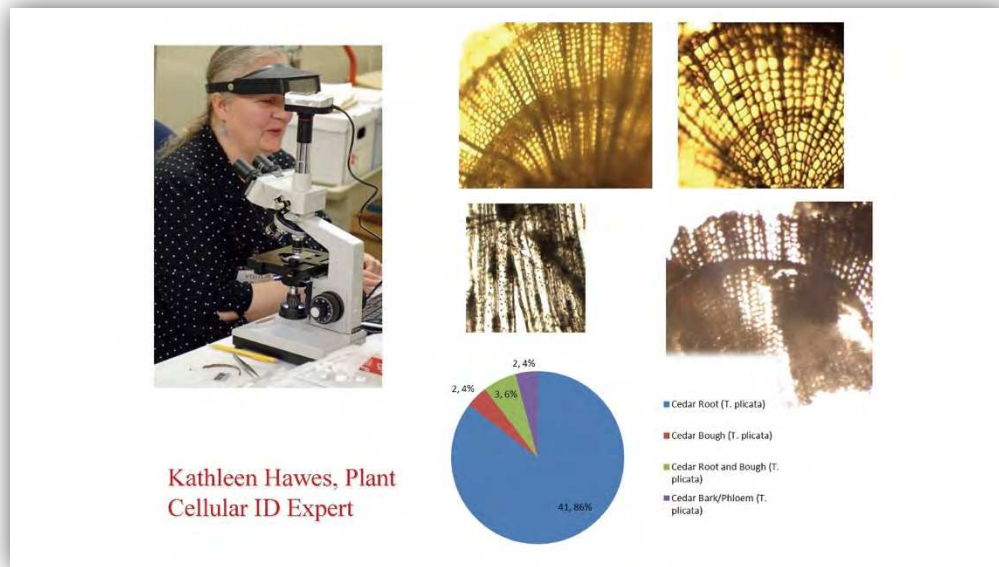 2, 4%
2, 4%
3, 6%
41, 86%
Cedar Root (T. plicata)
Cedar Bough (T. plicata)
Cedar Root and Bough (T.
plicata)
Cedar Bark/Phloem (T.
plicata)
Kathleen Hawes, Plant
Cellular ID Expert